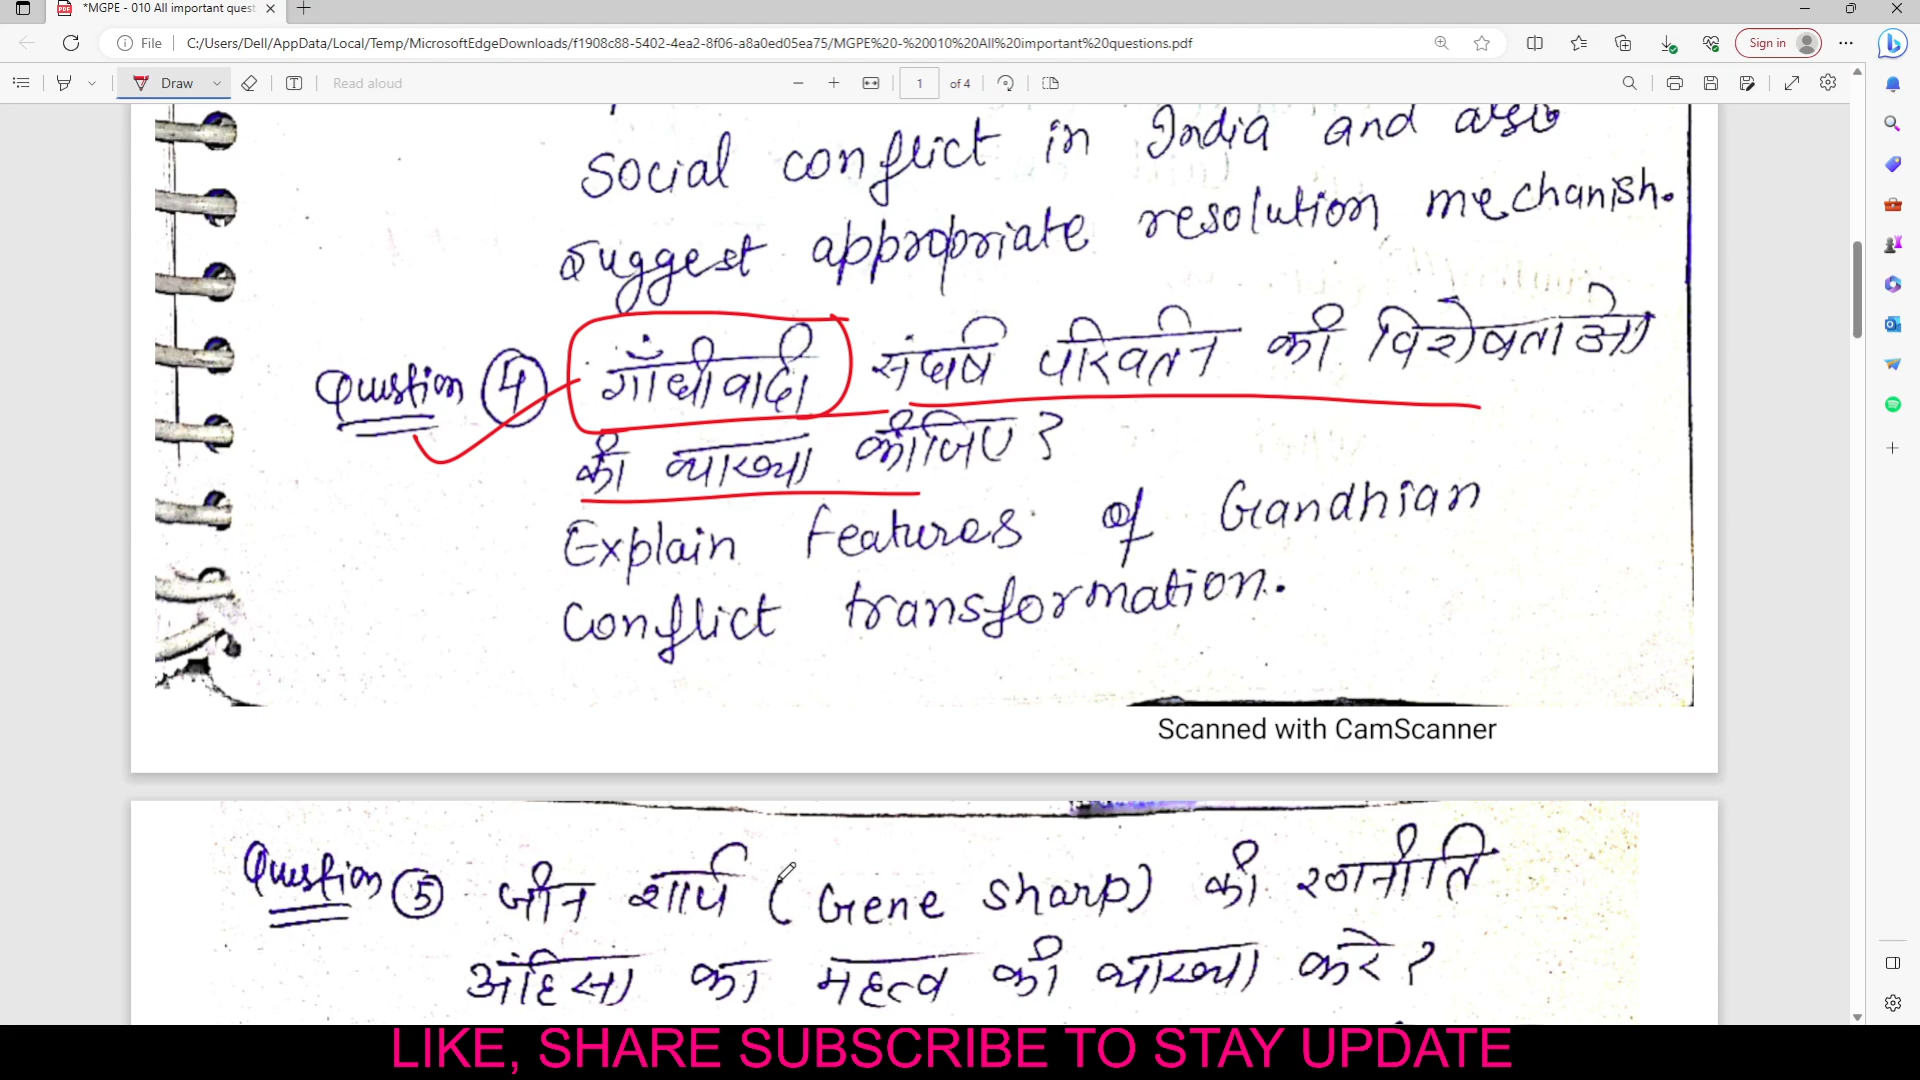 *MGPE - 010 All important quest
File C:/Users/Dell/AppData/Local/Temp/MicrosoftEdgeDownloads/f1908c88-5402-4ea2-8f06-a8a0ed05ea75/MGPE%20-%20010%20All%20important%20questions.pdf
Sign in
Draw
Read aloud
1 of 4
Social conflict in India and also
suggest appropriate resolution mechanish.
Question 4 गाँधीवादी संघर्ष परिवर्तन की विशेषताओं
की व्याख्या कीजिए?
Explain features of Gandhian
Conflict transformation.
Scanned with CamScanner
Question 5 जीन शार्प (Gene Sharp) की रणनीति
अंहिसा का महत्व की व्याख्या करे?
LIKE, SHARE SUBSCRIBE TO STAY UPDATE